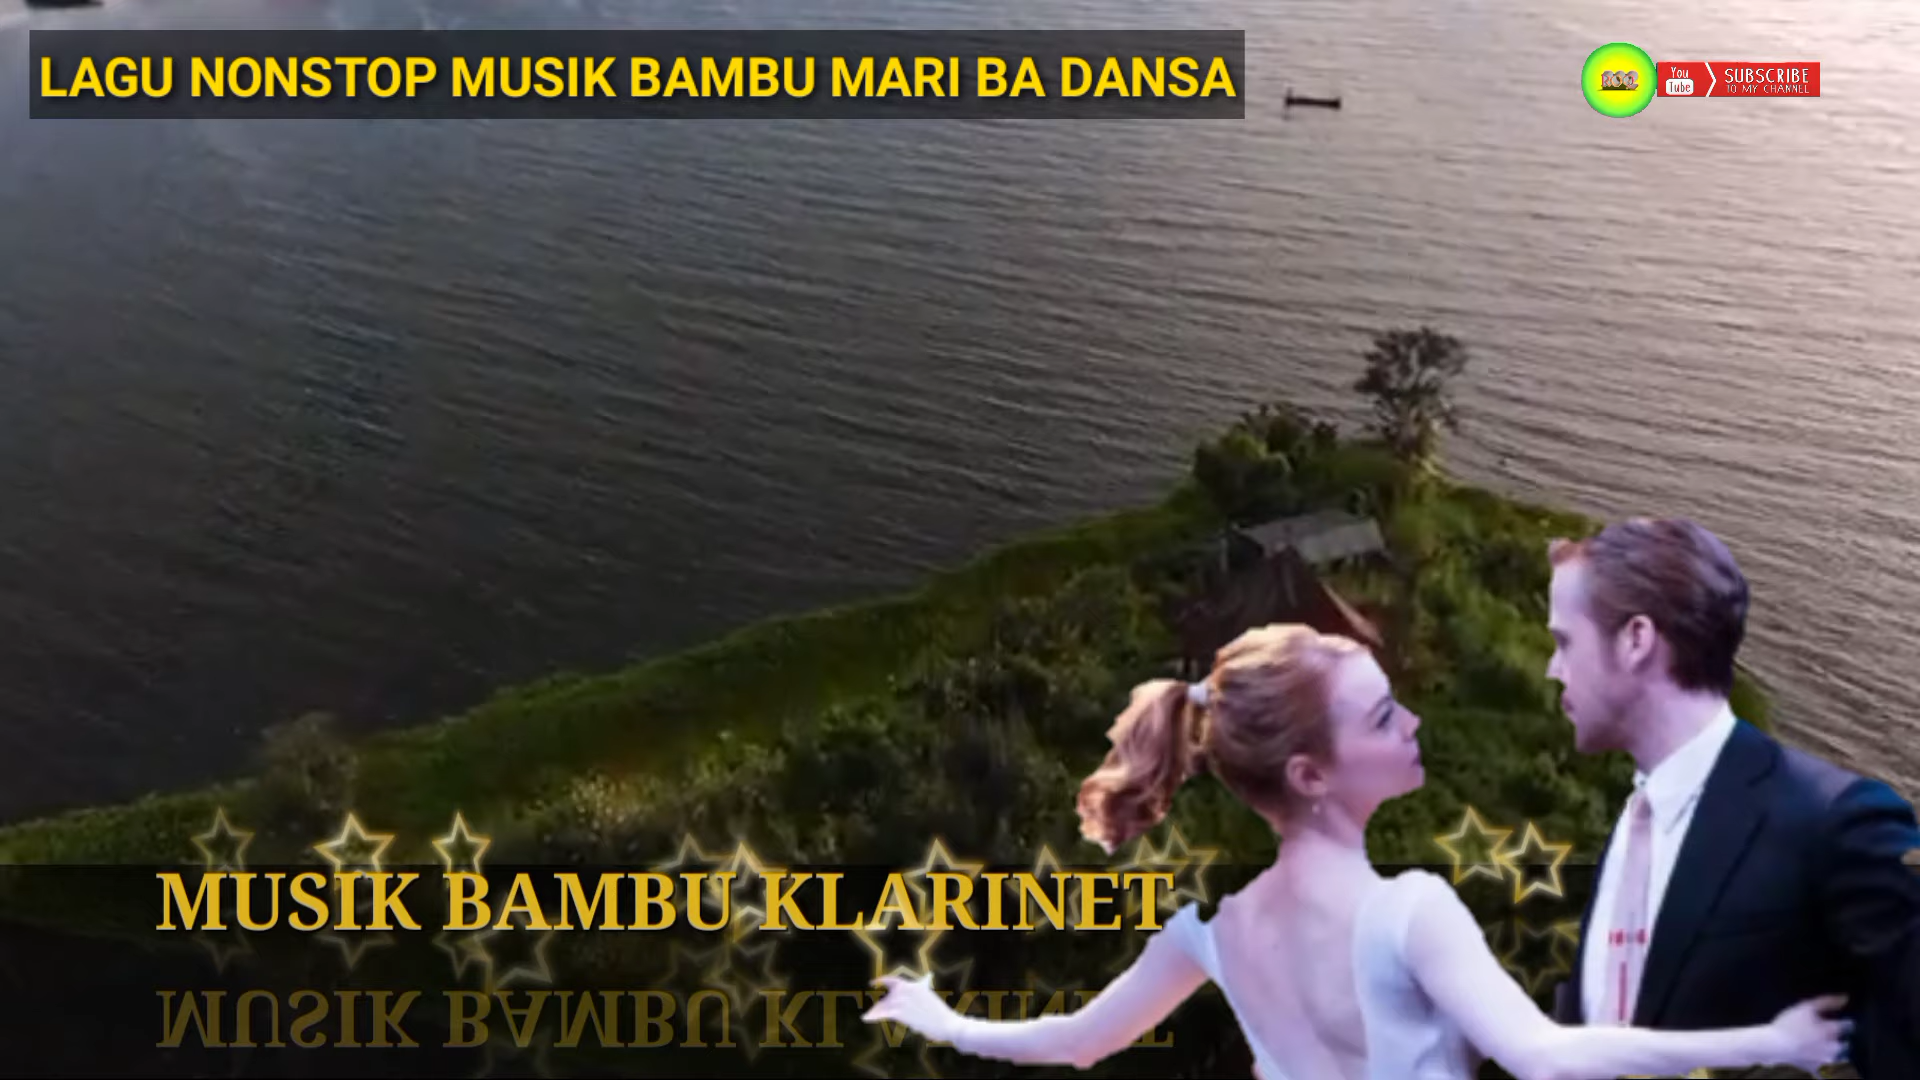 LAGU NONSTOP MUSIK BAMBU MARI BA DANSA
You
Tube
SUBSCRIBE
TO MY CHANNEL
MUSIK BAMBU KLARINET